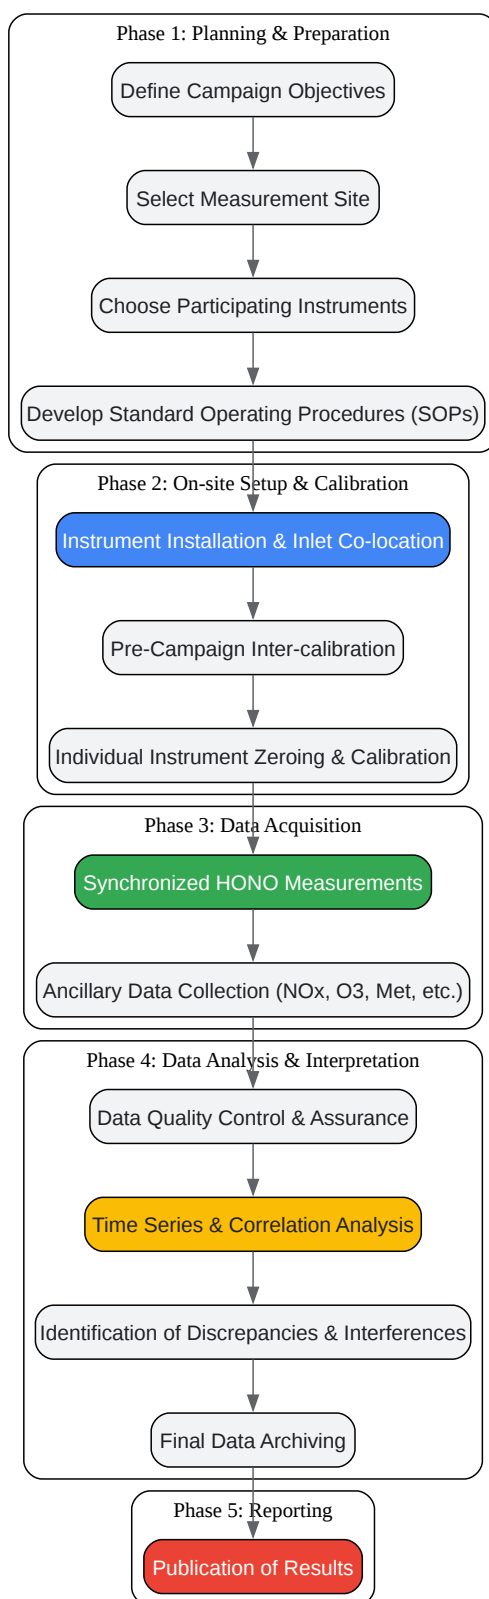 Phase 1: Planning & Preparation
Define Campaign Objectives
Select Measurement Site
Choose Participating Instruments
Develop Standard Operating Procedures (SOPs)
Phase 2: On-site Setup & Calibration
Instrument Installation & Inlet Co-location
Pre-Campaign Inter-calibration
Individual Instrument Zeroing & Calibration
Phase 3: Data Acquisition
Synchronized HONO Measurements
Ancillary Data Collection (NOx, O3, Met, etc.)
Phase 4: Data Analysis & Interpretation
Data Quality Control & Assurance
Time Series & Correlation Analysis
Identification of Discrepancies & Interferences
Final Data Archiving
Phase 5: Reporting
Publication of Results